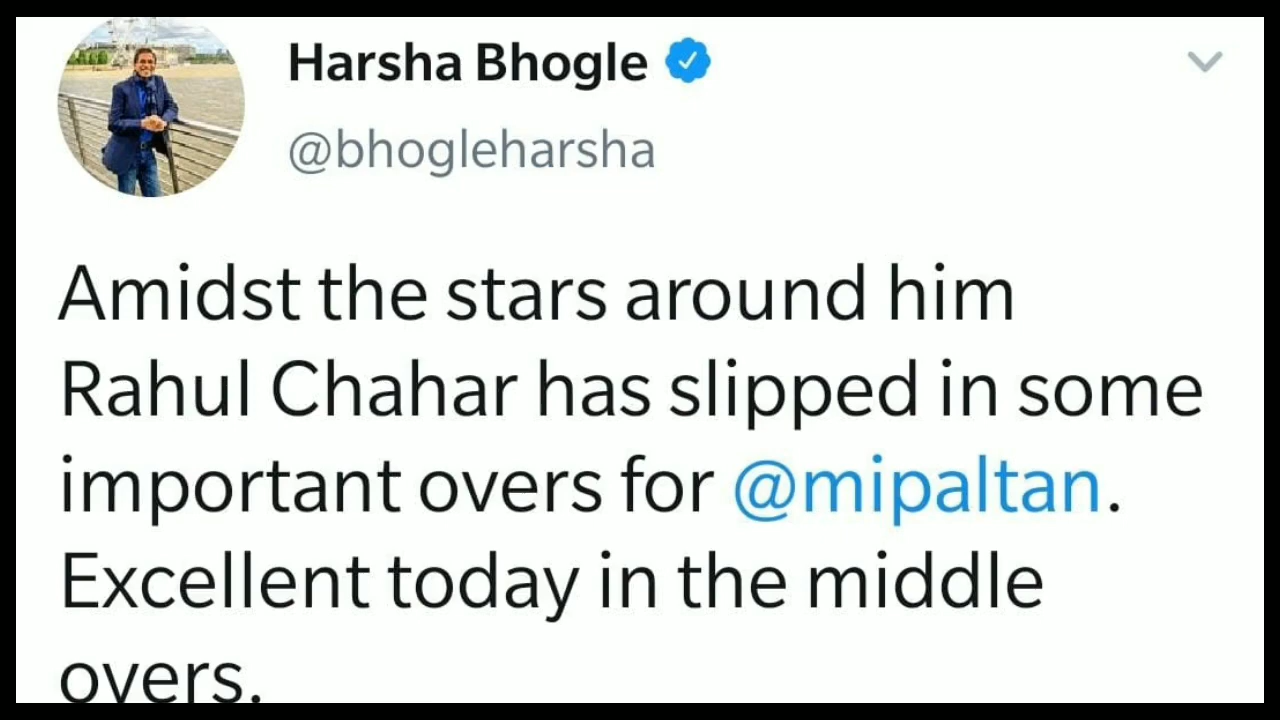 Harsha Bhogle
@bhogleharsha
Amidst the stars around him
Rahul Chahar has slipped in some
important overs for @mipaltan.
Excellent today in the middle
overs.